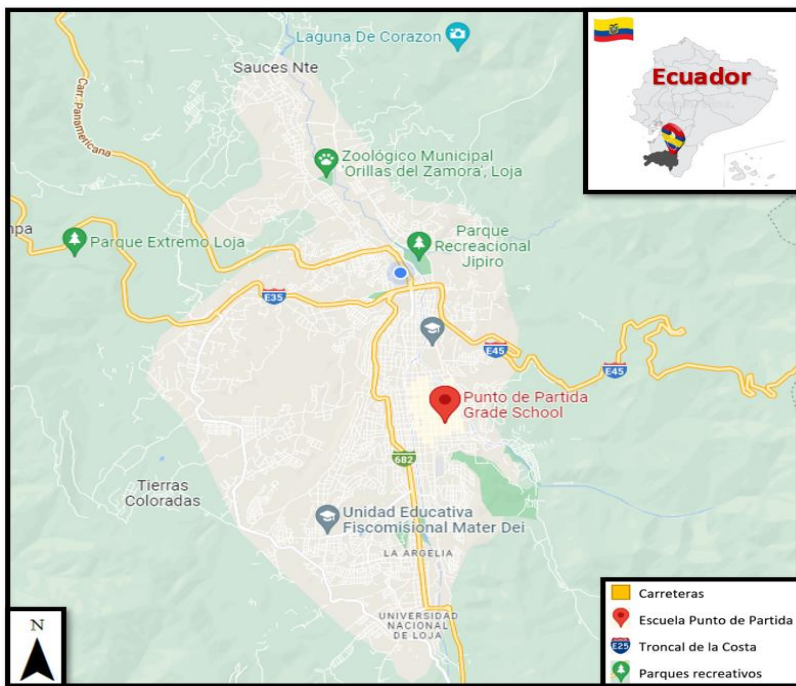 Laguna De Corazon
Sauces Nte
Ecuador
Carr. Panamericana
Zoológico Municipal
'Orillas del Zamora', Loja
npa
Parque Extremo Loja
Parque
Recreacional
Jipiro
E35
E45
E45
Punto de Partida
Grade School
682
Tierras
Coloradas
Unidad Educativa
Fiscomisional Mater Dei
LA ARGELIA
UNIVERSIDAD
NACIONAL
DE LOJA
N
Carreteras
Escuela Punto de Partida
E25 Troncal de la Costa
Parques recreativos